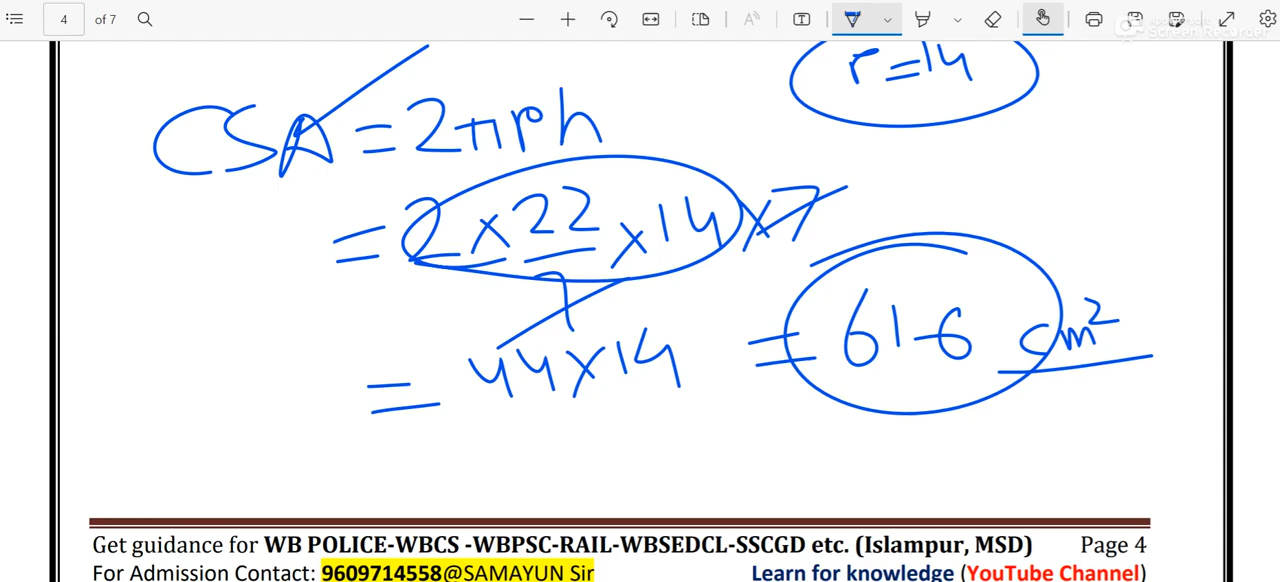 4 of 7
r=14
CSA=2πrh
=2×22×14×7
7
=44×14 =616 cm²
Get guidance for WB POLICE-WBCS -WBPSC-RAIL-WBSEDCL-SSCGD etc. (Islampur, MSD) Page 4
For Admission Contact: 9609714558@SAMAYUN Sir Learn for knowledge (YouTube Channel)